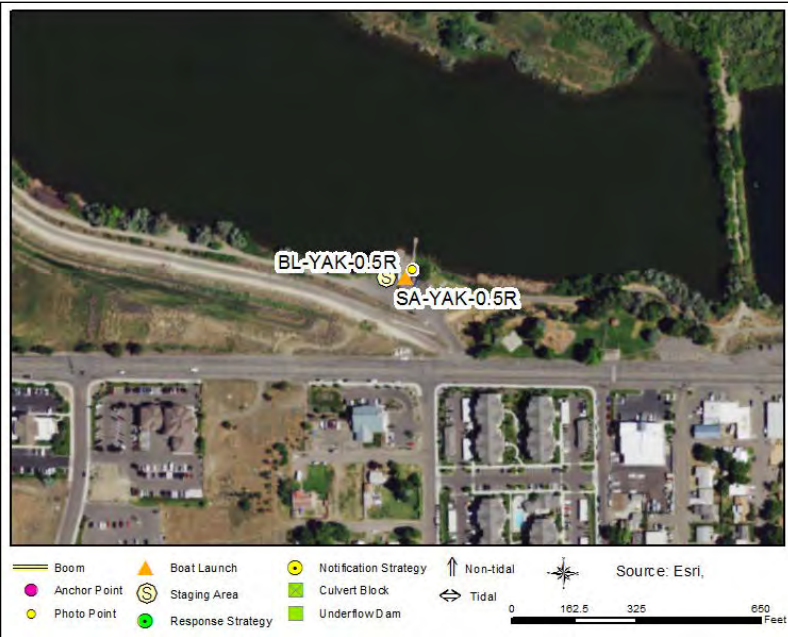 BL-YAK-0.5R
S
SA-YAK-0.5R
Boom
Boat Launch
Notification Strategy
Non-tidal
Source: Esri,
Anchor Point
S
Staging Area
Culvert Block
Tidal
Photo Point
Response Strategy
Underflow Dam
0 162.5 325 650
Feet